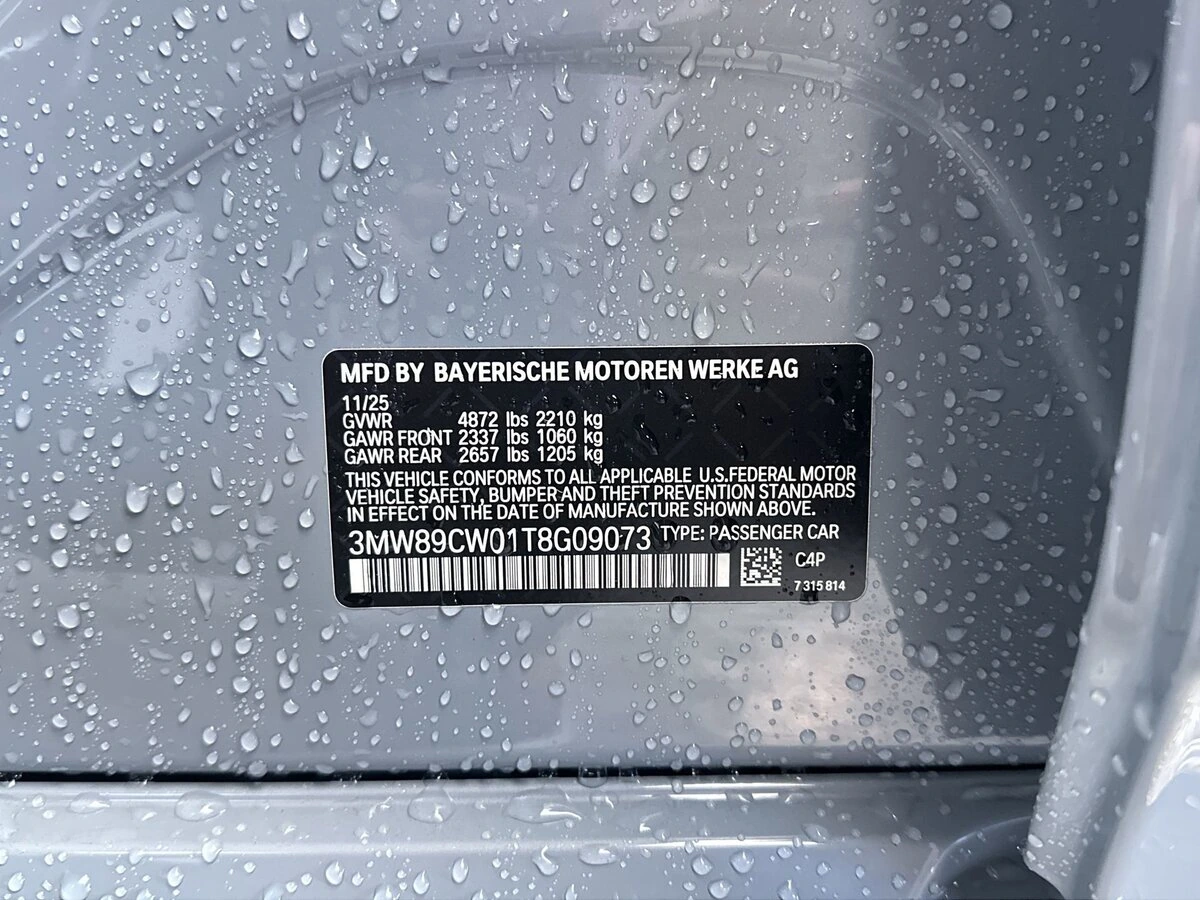 MFD BY BAYERISCHE MOTOREN WERKE AG
11/25
GVWR 4872 lbs 2210 kg
GAWR FRONT 2337 lbs 1060 kg
GAWR REAR 2657 lbs 1205 kg
THIS VEHICLE CONFORMS TO ALL APPLICABLE U.S.FEDERAL MOTOR
VEHICLE SAFETY, BUMPER AND THEFT PREVENTION STANDARDS
IN EFFECT ON THE DATE OF MANUFACTURE SHOWN ABOVE.
3MW89CW01T8G09073 TYPE: PASSENGER CAR
C4P
7 315 814